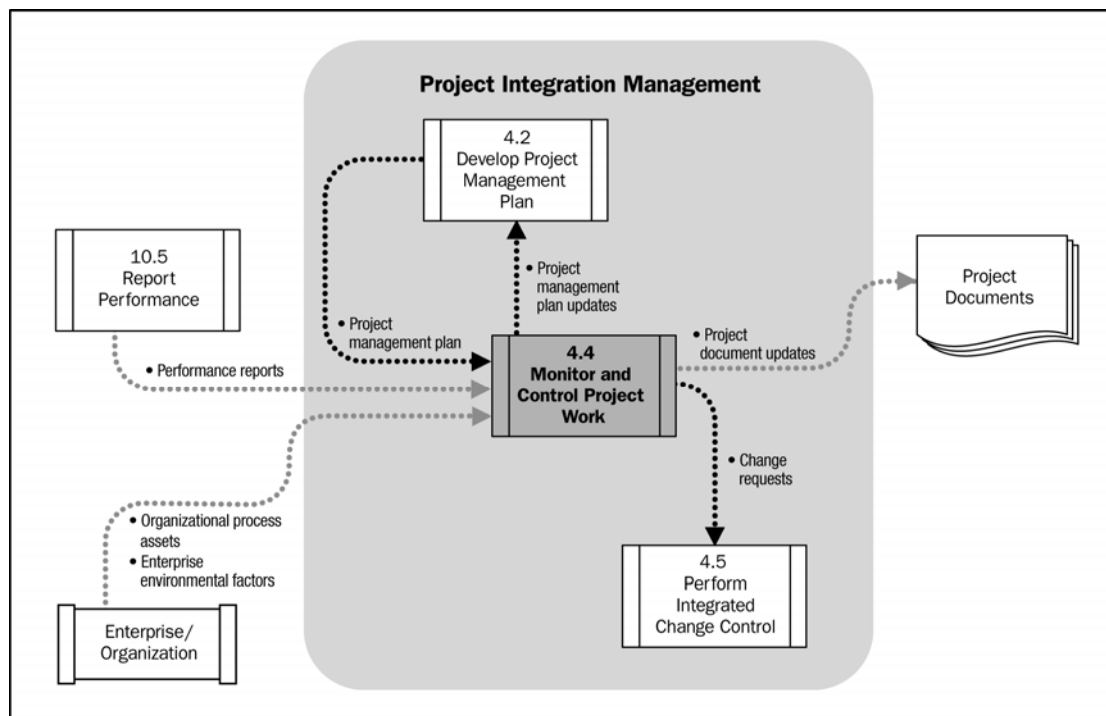 Project Integration Management
4.2
Develop Project
Management
Plan
10.5
Report
Performance
• Project
management
plan updates
Project
Documents
• Project
management plan
• Project
document updates
4.4
Monitor and
Control Project
Work
• Performance reports
• Change
requests
• Organizational process
assets
• Enterprise
environmental factors
4.5
Perform
Integrated
Change Control
Enterprise/
Organization